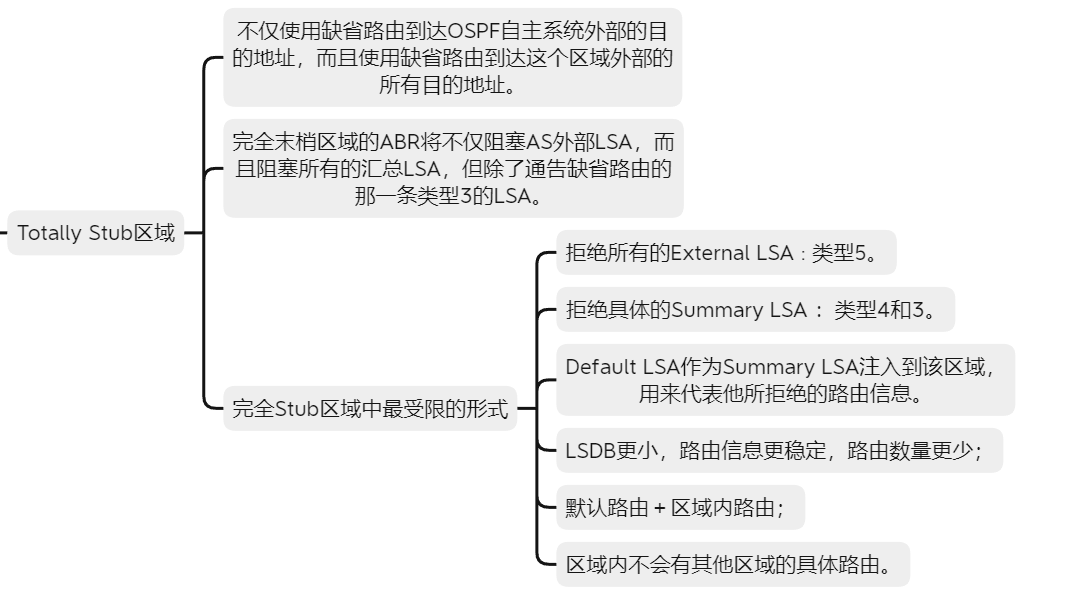 不仅使用缺省路由到达OSPF自主系统外部的目
的地址，而且使用缺省路由到达这个区域外部的
所有目的地址。
完全末梢区域的ABR将不仅阻塞AS外部LSA，而
且阻塞所有的汇总LSA，但除了通告缺省路由的
那一条类型3的LSA。
Totally Stub区域
完全Stub区域中最受限的形式
拒绝所有的External LSA : 类型5。
拒绝具体的Summary LSA ： 类型4和3。
Default LSA作为Summary LSA注入到该区域，
用来代表他所拒绝的路由信息。
LSDB更小，路由信息更稳定，路由数量更少；
默认路由 + 区域内路由；
区域内不会有其他区域的具体路由。